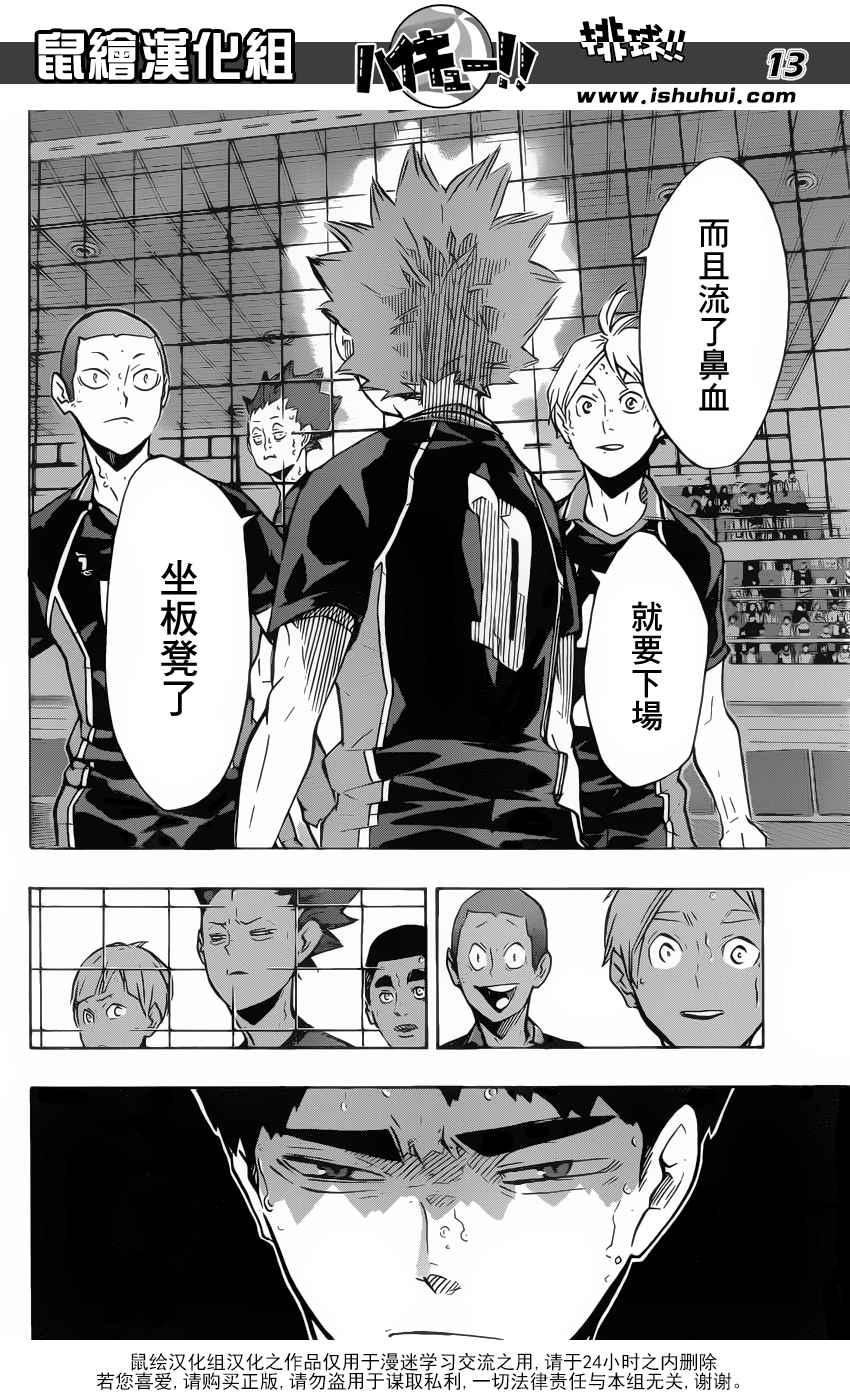 鼠繪漢化組
ハイキュー!!
排球!!
13
www.ishuhui.com
而且流了鼻血
就要下場
坐板凳了
鼠绘汉化组汉化之作品仅用于漫迷学习交流之用, 请于24小时之内删除
若您喜爱, 请购买正版, 请勿盗用于谋取私利, 一切法律责任与本组无关, 谢谢。